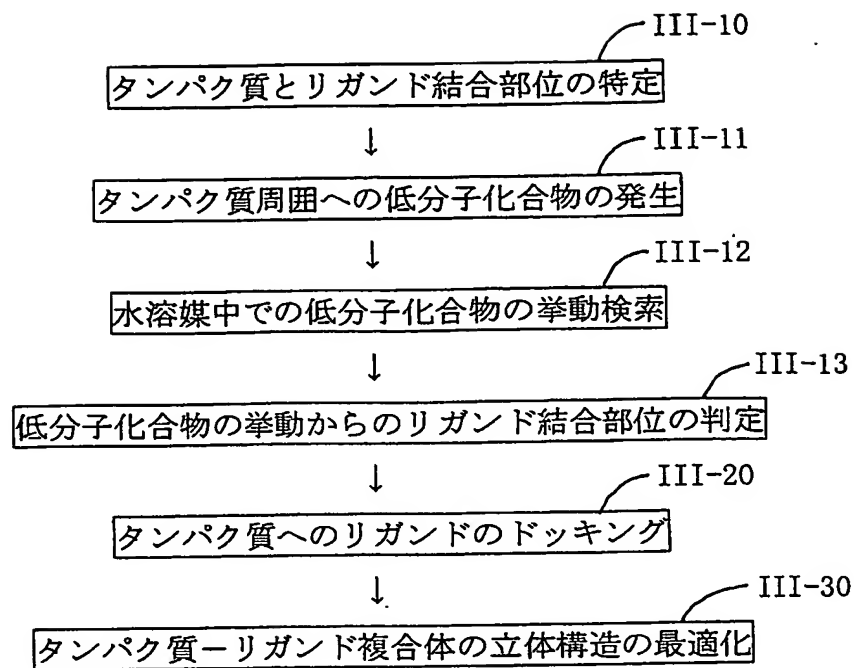 III-10
タンパク質とリガンド結合部位の特定
↓
III-11
タンパク質周囲への低分子化合物の発生
↓
III-12
水溶媒中での低分子化合物の挙動検索
↓
III-13
低分子化合物の挙動からのリガンド結合部位の判定
↓
III-20
タンパク質へのリガンドのドッキング
↓
III-30
タンパク質－リガンド複合体の立体構造の最適化